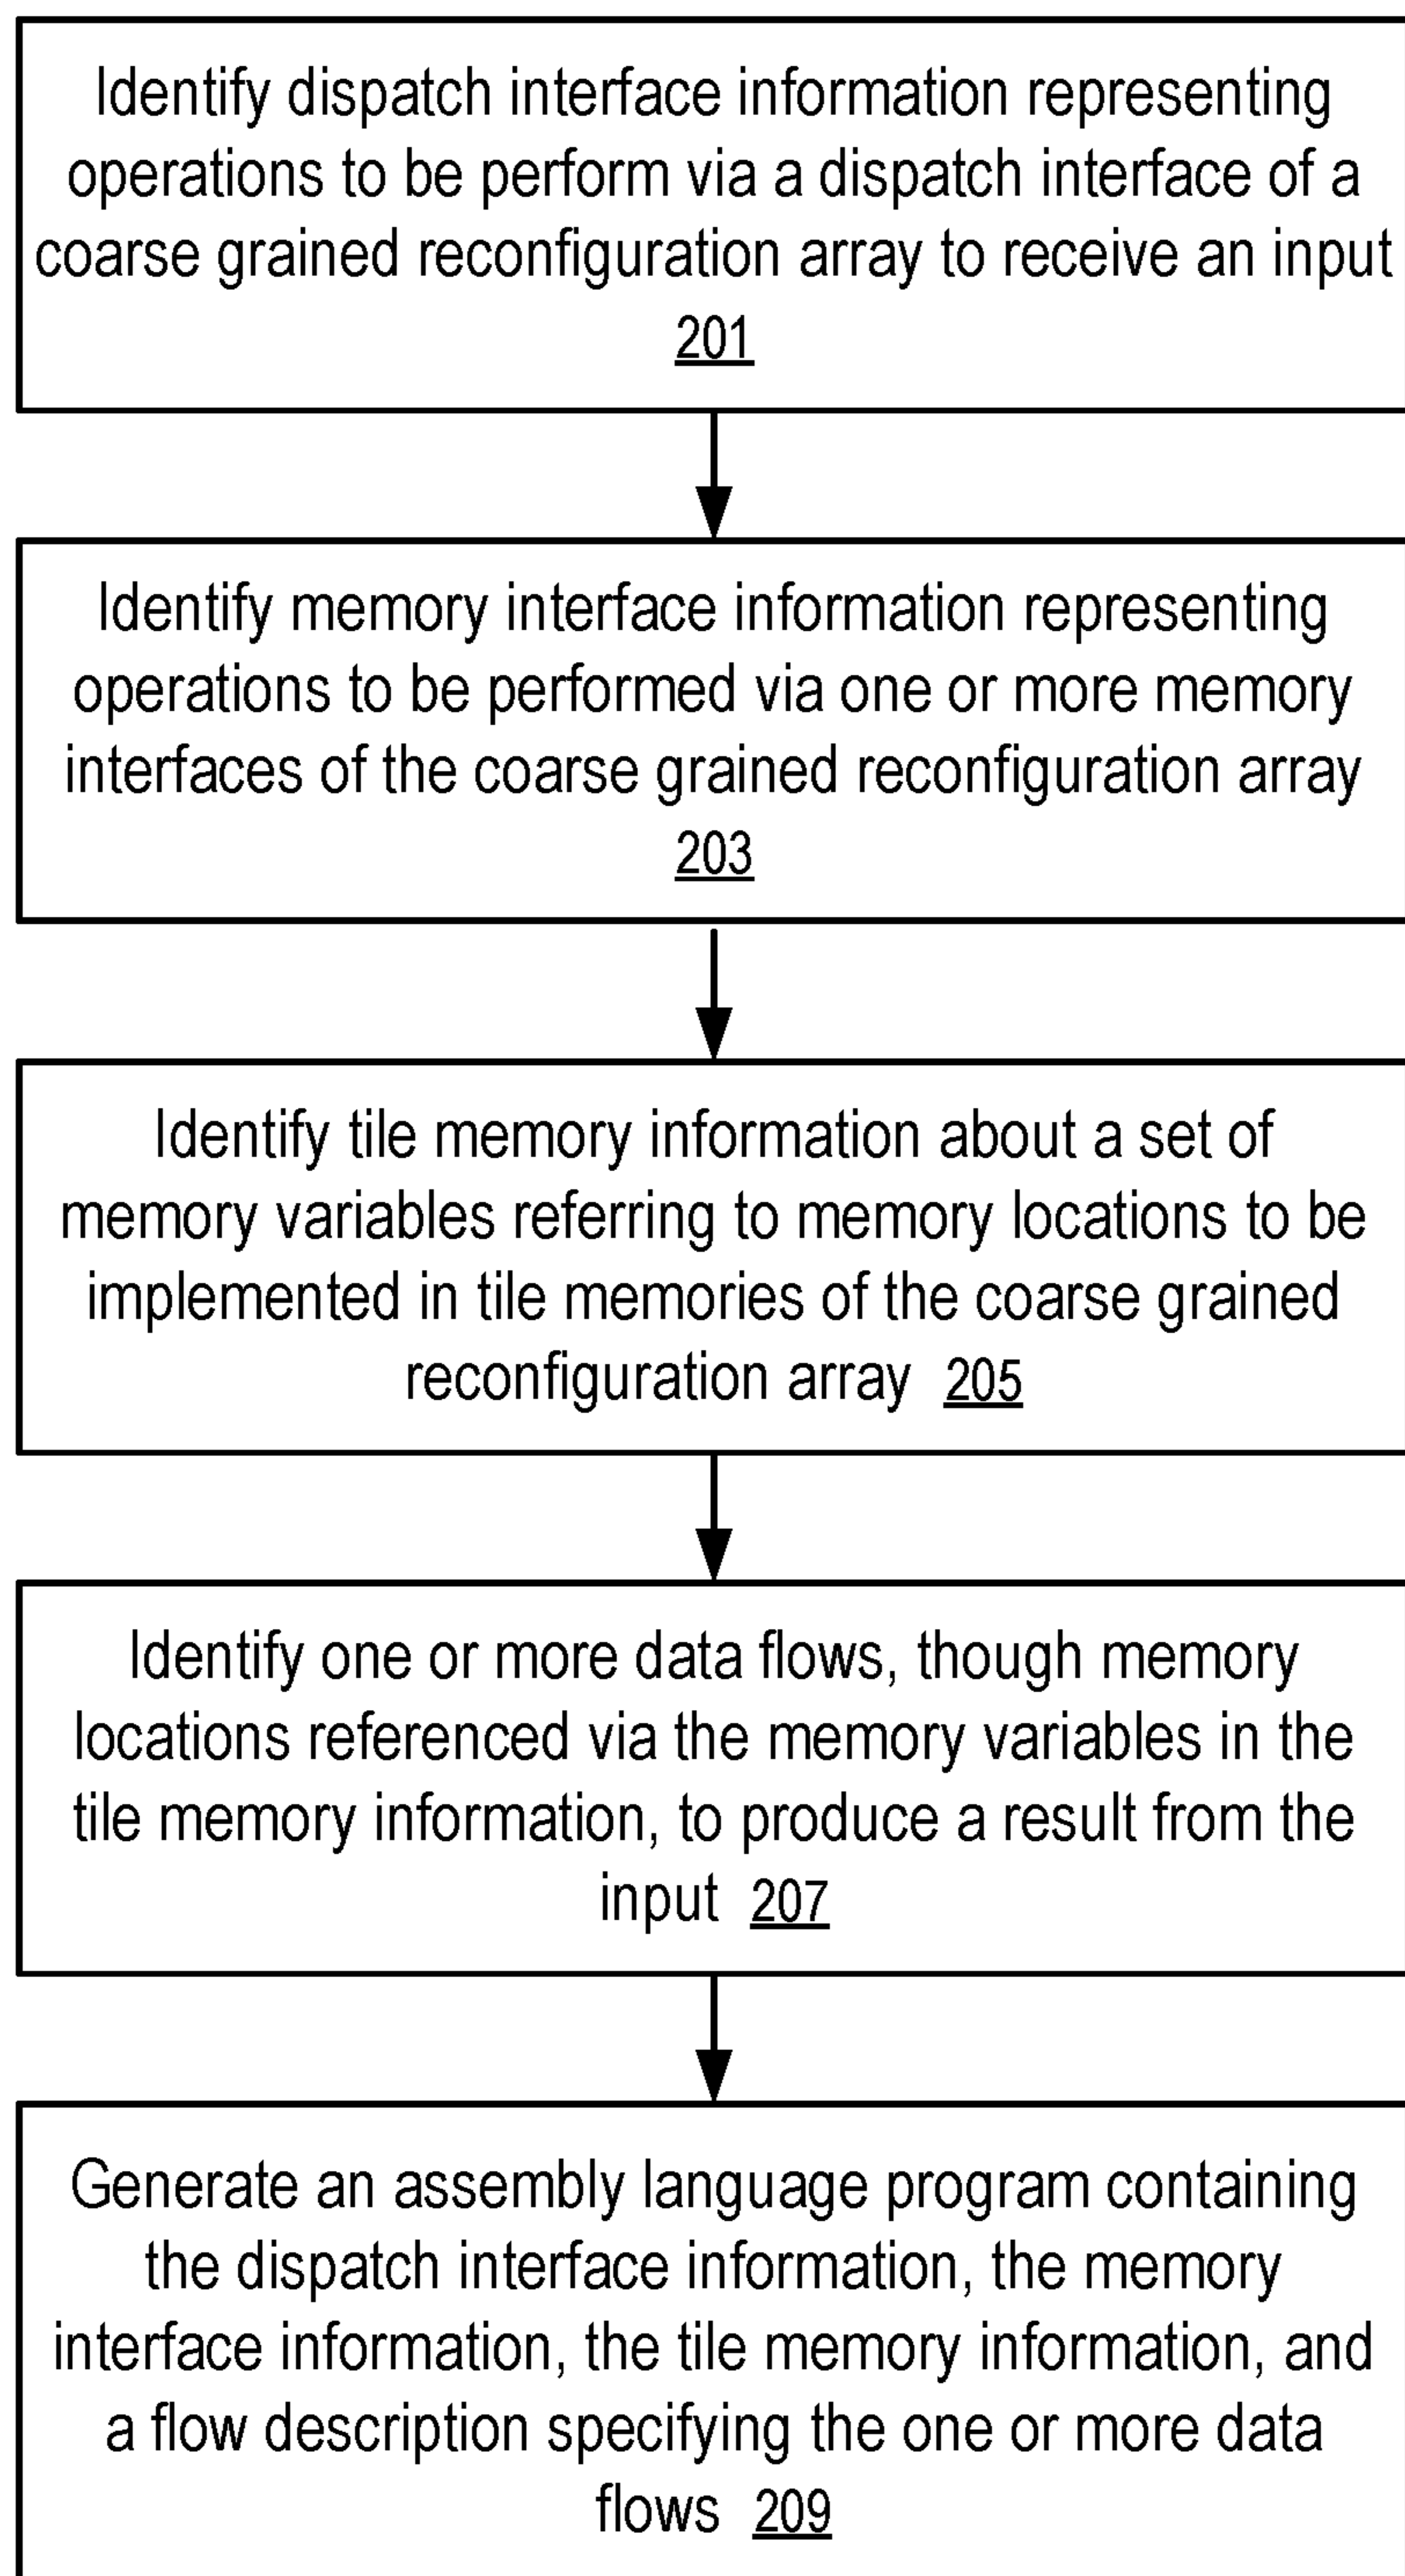 Identify dispatch interface information representing
operations to be perform via a dispatch interface of a
coarse grained reconfiguration array to receive an input
201
Identify memory interface information representing
operations to be performed via one or more memory
interfaces of the coarse grained reconfiguration array
203
Identify tile memory information about a set of
memory variables referring to memory locations to be
implemented in tile memories of the coarse grained
reconfiguration array 205
Identify one or more data flows, though memory
locations referenced via the memory variables in the
tile memory information, to produce a result from the
input 207
Generate an assembly language program containing
the dispatch interface information, the memory
interface information, the tile memory information, and
a flow description specifying the one or more data
flows 209